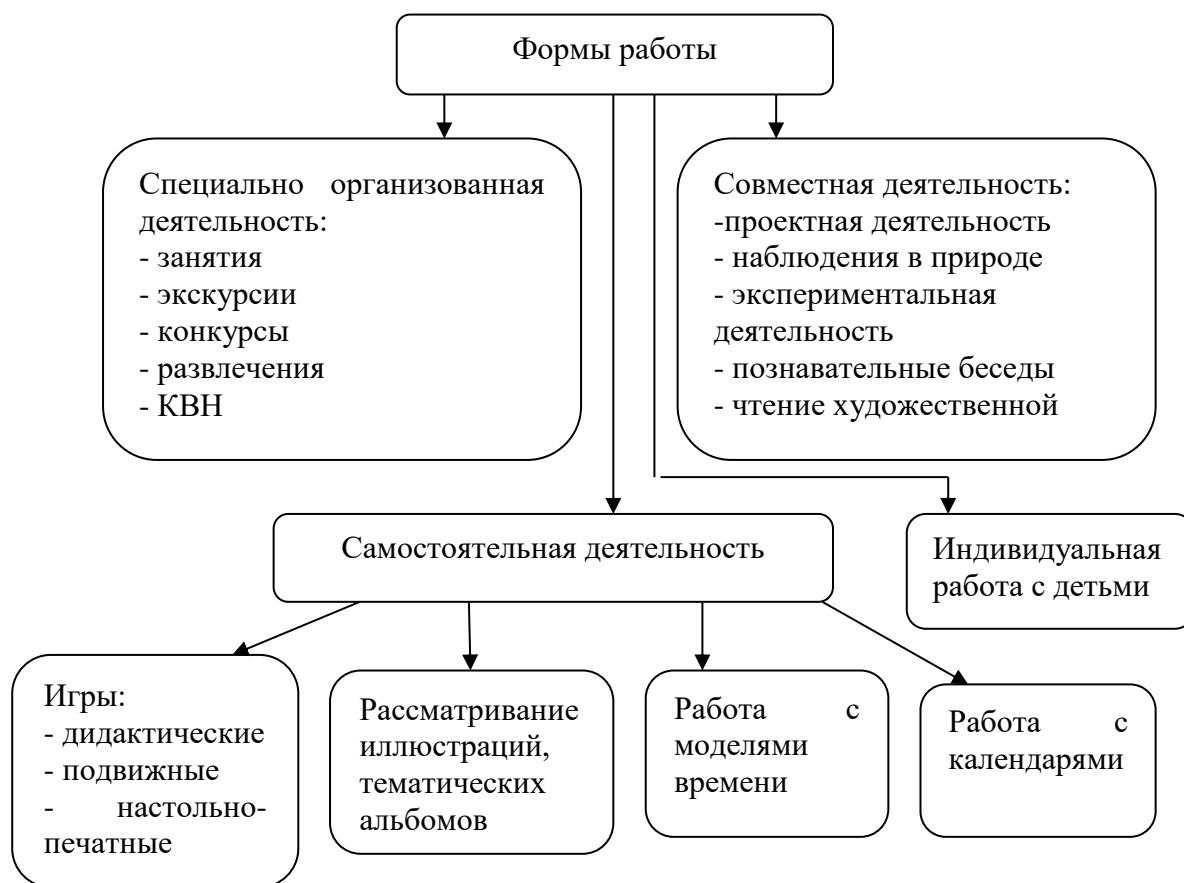 Формы работы
Специально организованная
деятельность:
- занятия
- экскурсии
- конкурсы
- развлечения
- КВН
Совместная деятельность:
-проектная деятельность
- наблюдения в природе
- экспериментальная
деятельность
- познавательные беседы
- чтение художественной
Самостоятельная деятельность
Индивидуальная
работа с детьми
Игры:
- дидактические
- подвижные
- настольно-
печатные
Рассматривание
иллюстраций,
тематических
альбомов
Работа с
моделями
времени
Работа с
календарями